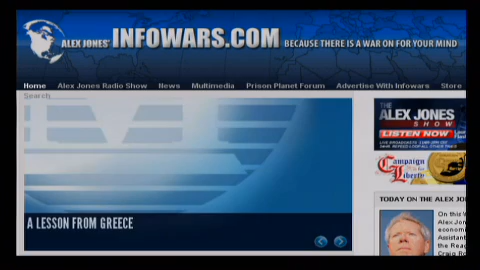 ALEX JONES' INFOWARS.COM BECAUSE THERE IS A WAR ON FOR YOUR MIND
Home Alex Jones Radio Show News Multimedia Prison Planet Forum Advertise With Infowars Store
Search
THE
ALEX JONES
SHOW
LISTEN NOW
Campaign
Liberty
A LESSON FROM GREECE
TODAY ON THE ALEX JO
On this
Alex Jon
economi
Assistan
the Rea
Craig Ro